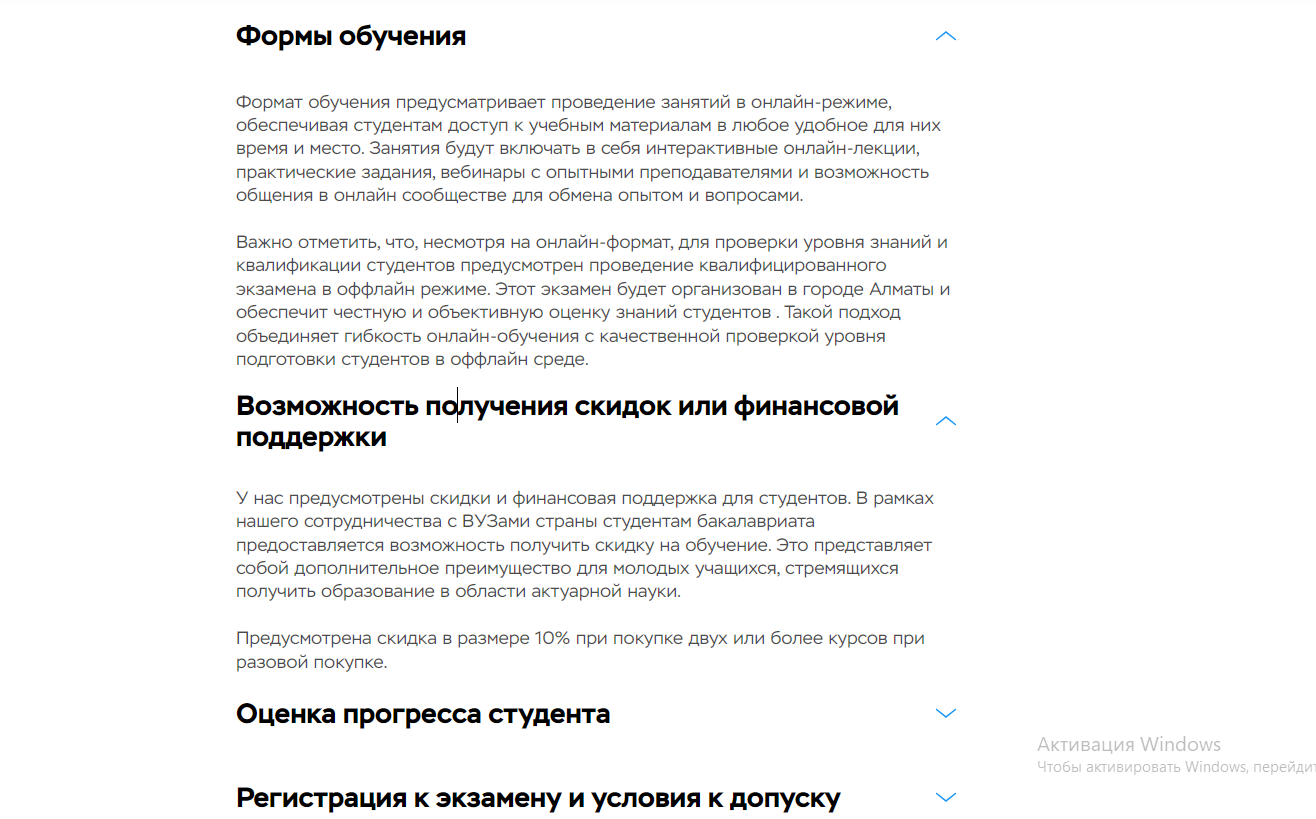 Формы обучения
Формат обучения предусматривает проведение занятий в онлайн-режиме,
обеспечивая студентам доступ к учебным материалам в любое удобное для них
время и место. Занятия будут включать в себя интерактивные онлайн-лекции,
практические задания, вебинары с опытными преподавателями и возможность
общения в онлайн сообществе для обмена опытом и вопросами.
Важно отметить, что, несмотря на онлайн-формат, для проверки уровня знаний и
квалификации студентов предусмотрен проведение квалифицированного
экзамена в оффлайн режиме. Этот экзамен будет организован в городе Алматы и
обеспечит честную и объективную оценку знаний студентов . Такой подход
объединяет гибкость онлайн-обучения с качественной проверкой уровня
подготовки студентов в оффлайн среде.
Возможность получения скидок или финансовой
поддержки
У нас предусмотрены скидки и финансовая поддержка для студентов. В рамках
нашего сотрудничества с ВУЗами страны студентам бакалавриата
предоставляется возможность получить скидку на обучение. Это представляет
собой дополнительное преимущество для молодых учащихся, стремящихся
получить образование в области актуарной науки.
Предусмотрена скидка в размере 10% при покупке двух или более курсов при
разовой покупке.
Оценка прогресса студента
Регистрация к экзамену и условия к допуску
Активация Windows
Чтобы активировать Windows,